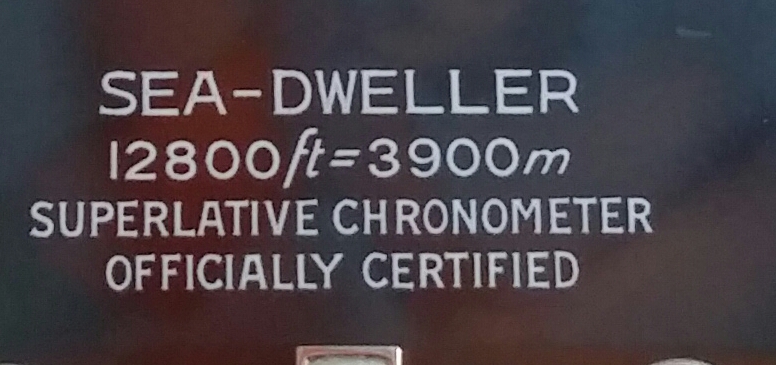 SEA-DWELLER
12800ft=3900m
SUPERLATIVE CHRONOMETER
OFFICIALLY CERTIFIED